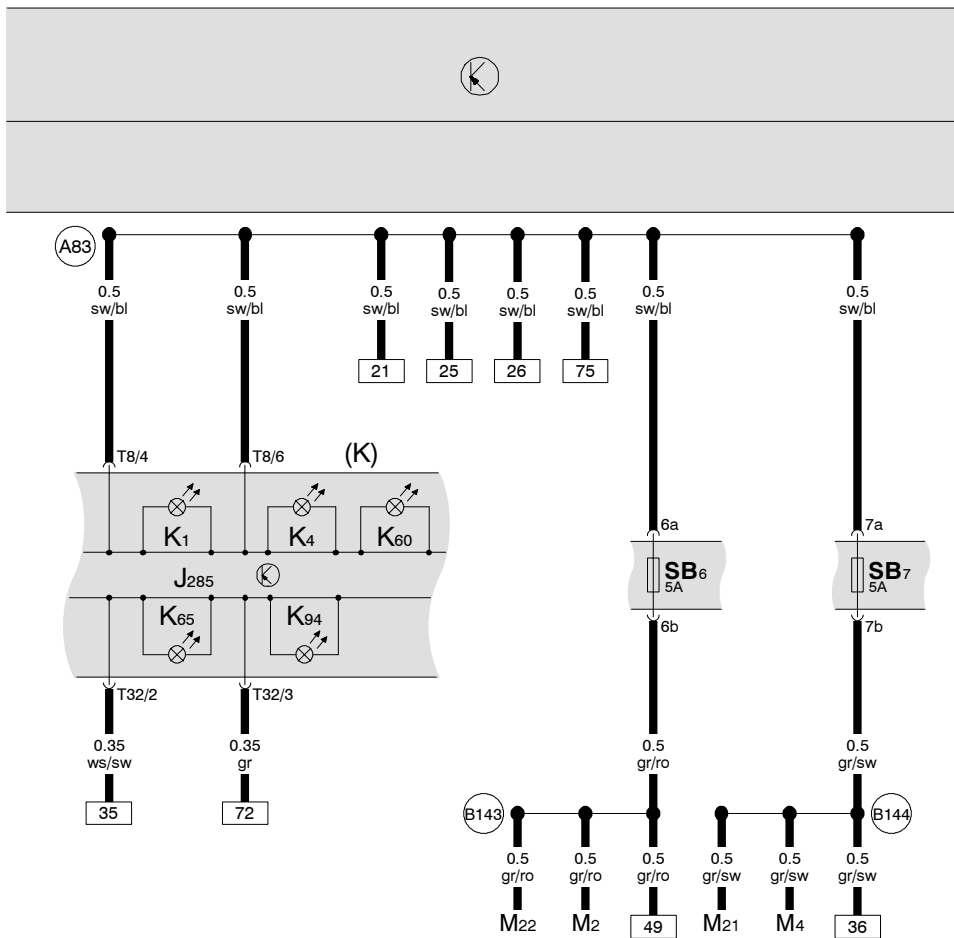 A83
0.5 0.5 0.5 0.5 0.5 0.5 0.5 0.5
sw/bl sw/bl sw/bl sw/bl sw/bl sw/bl sw/bl sw/bl
21 25 26 75
T8/4 T8/6 (K)
K1 K4 K60
6a 7a
J285
SB6 SB7
5A 5A
K65 K94
6b 7b
T32/2 T32/3
0.35 0.35 0.5 0.5
ws/sw gr gr/ro gr/sw
35 72 B143 B144
0.5 0.5 0.5 0.5 0.5 0.5
gr/ro gr/ro gr/ro gr/sw gr/sw gr/sw
M22 M2 49 M21 M4 36